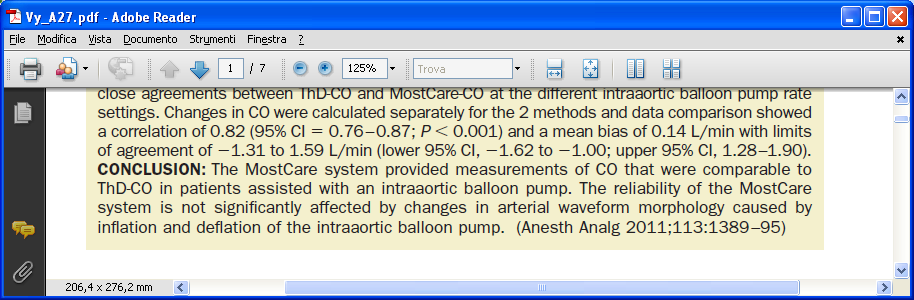 Vy_A27.pdf - Adobe Reader
File Modifica Vista Documento Strumenti Finestra ?
1 / 7 125% Trova
close agreements between ThD-CO and MostCare-CO at the different intraaortic balloon pump rate
settings. Changes in CO were calculated separately for the 2 methods and data comparison showed
a correlation of 0.82 (95% CI = 0.76–0.87; P < 0.001) and a mean bias of 0.14 L/min with limits
of agreement of −1.31 to 1.59 L/min (lower 95% CI, −1.62 to −1.00; upper 95% CI, 1.28–1.90).
CONCLUSION: The MostCare system provided measurements of CO that were comparable to
ThD-CO in patients assisted with an intraaortic balloon pump. The reliability of the MostCare
system is not significantly affected by changes in arterial waveform morphology caused by
inflation and deflation of the intraaortic balloon pump. (Anesth Analg 2011;113:1389–95)
206,4 x 276,2 mm